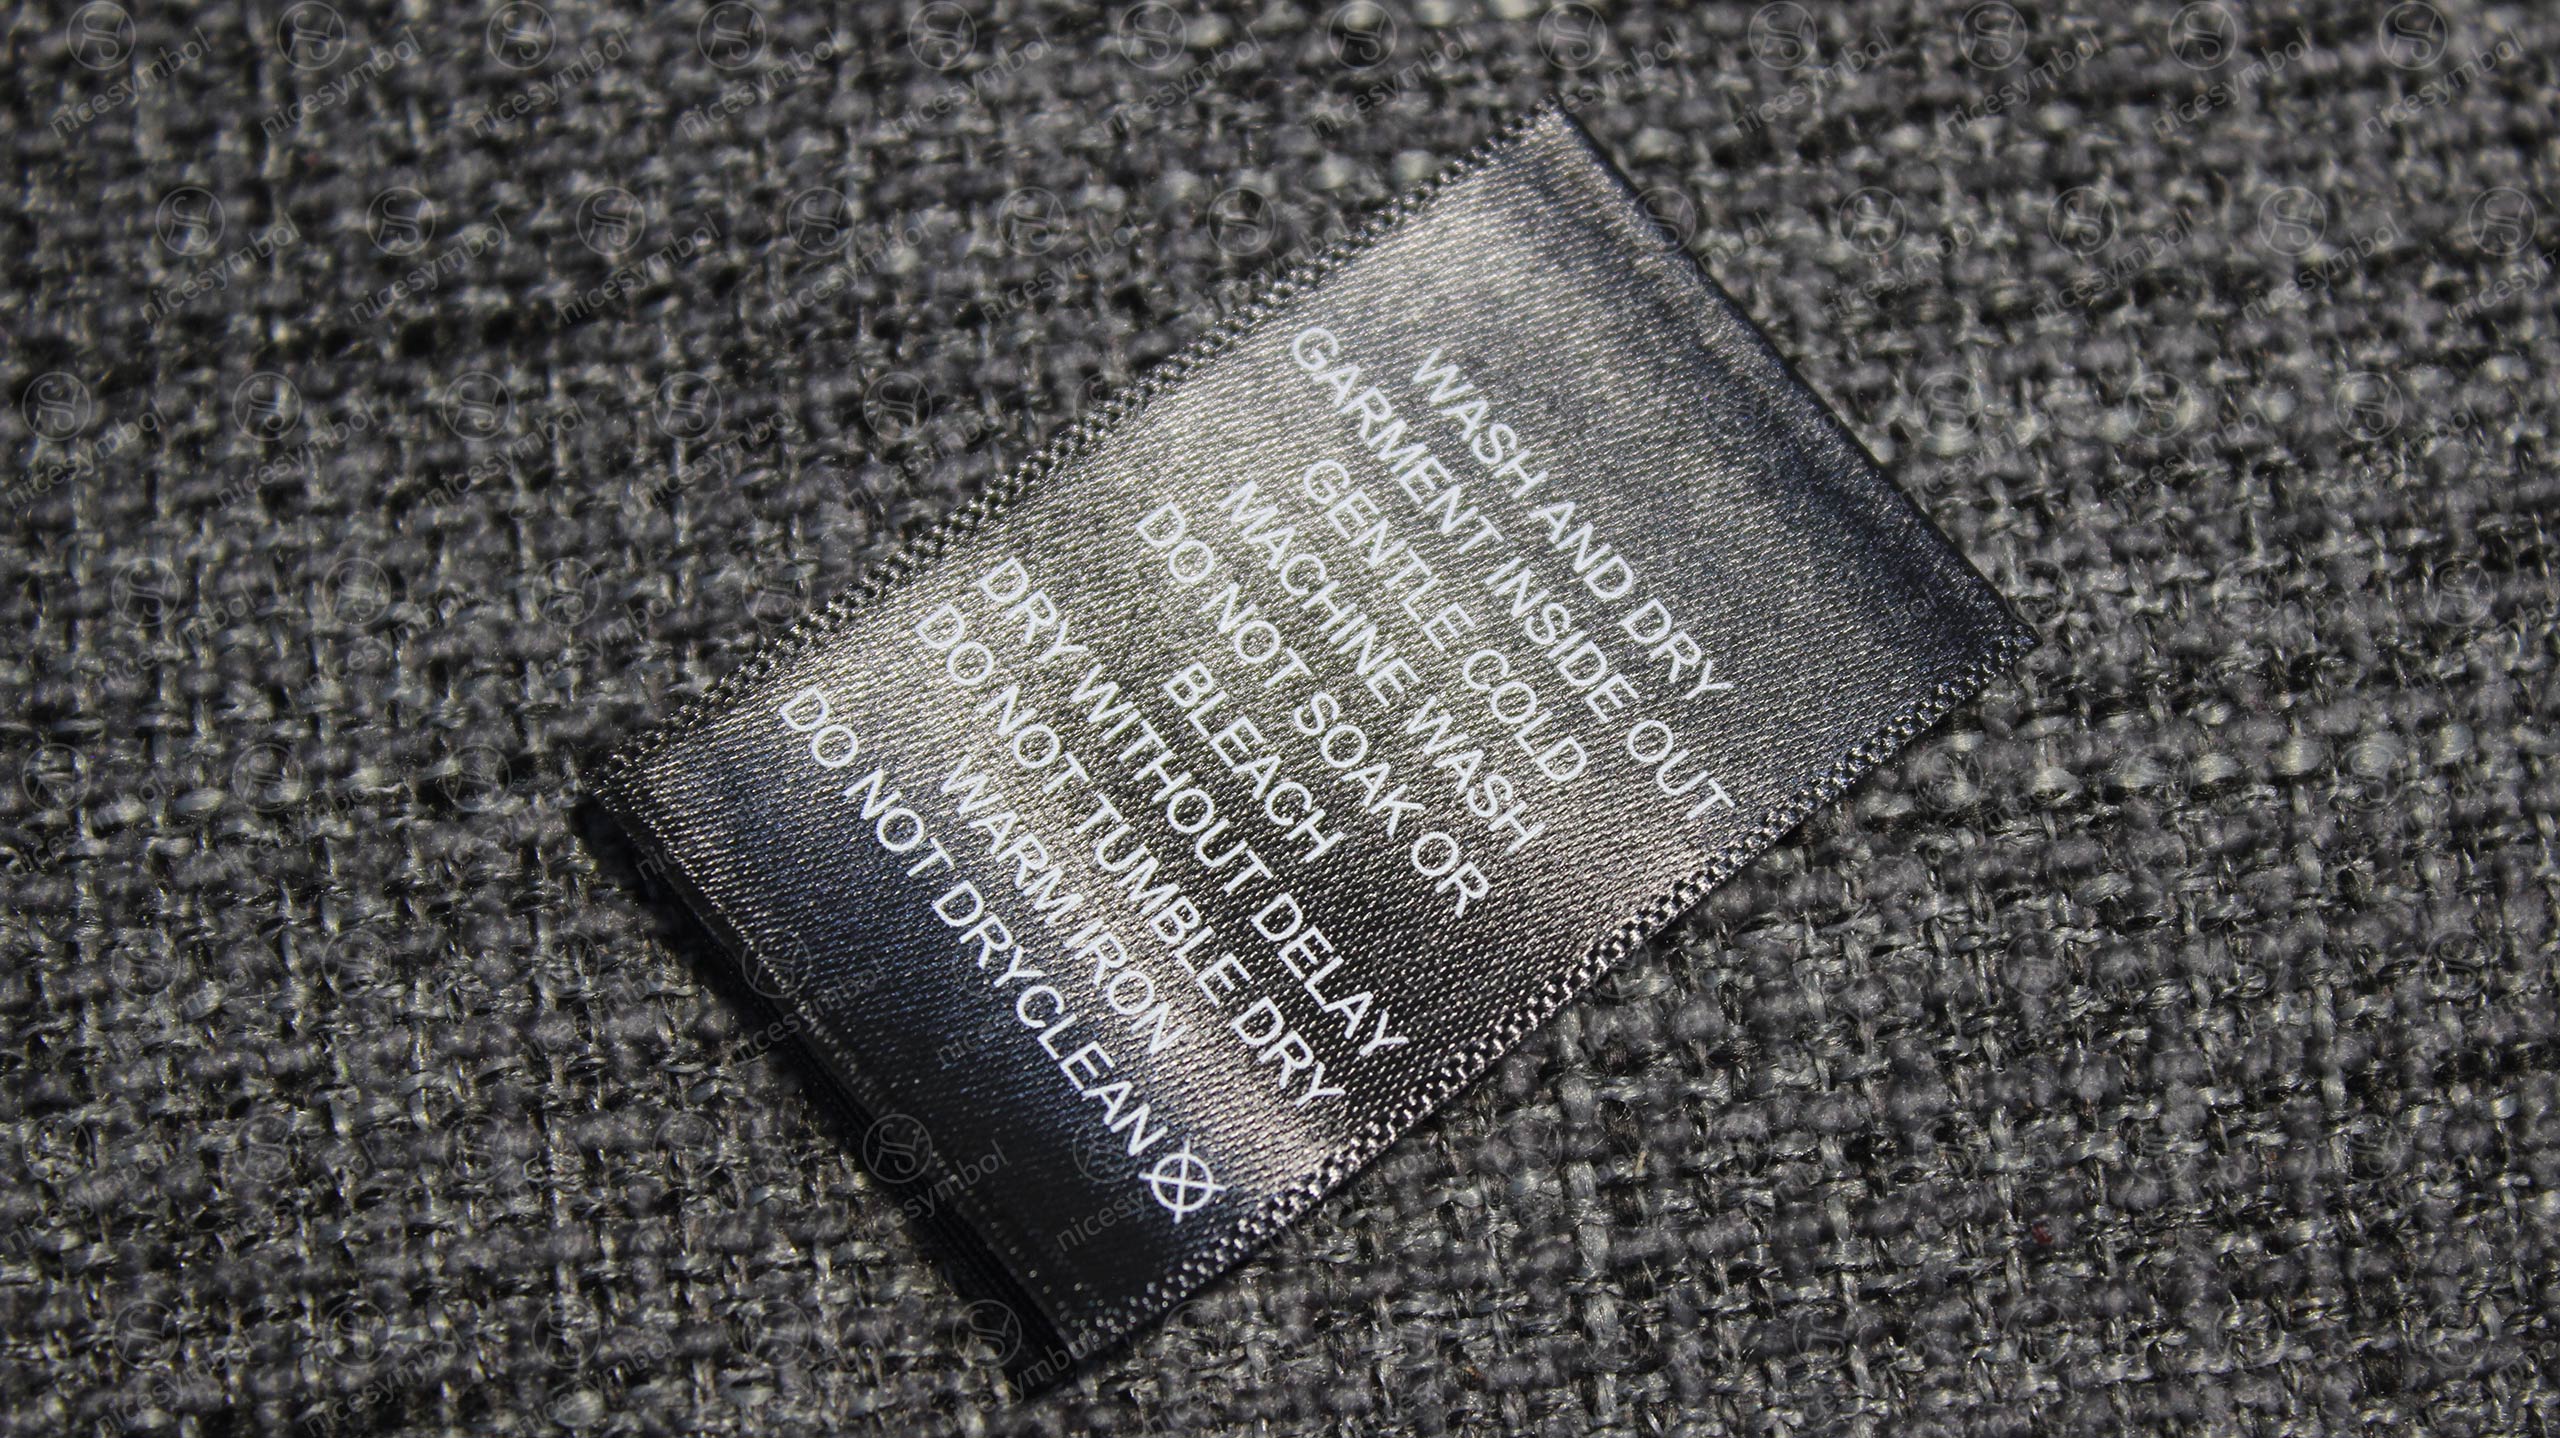 WASH AND DRY
GARMENT INSIDE OUT
GENTLE COLD
MACHINE WASH
DO NOT SOAK OR
BLEACH
DRY WITHOUT DELAY
DO NOT TUMBLE DRY
WARM IRON
DO NOT DRYCLEAN
nicesymbol